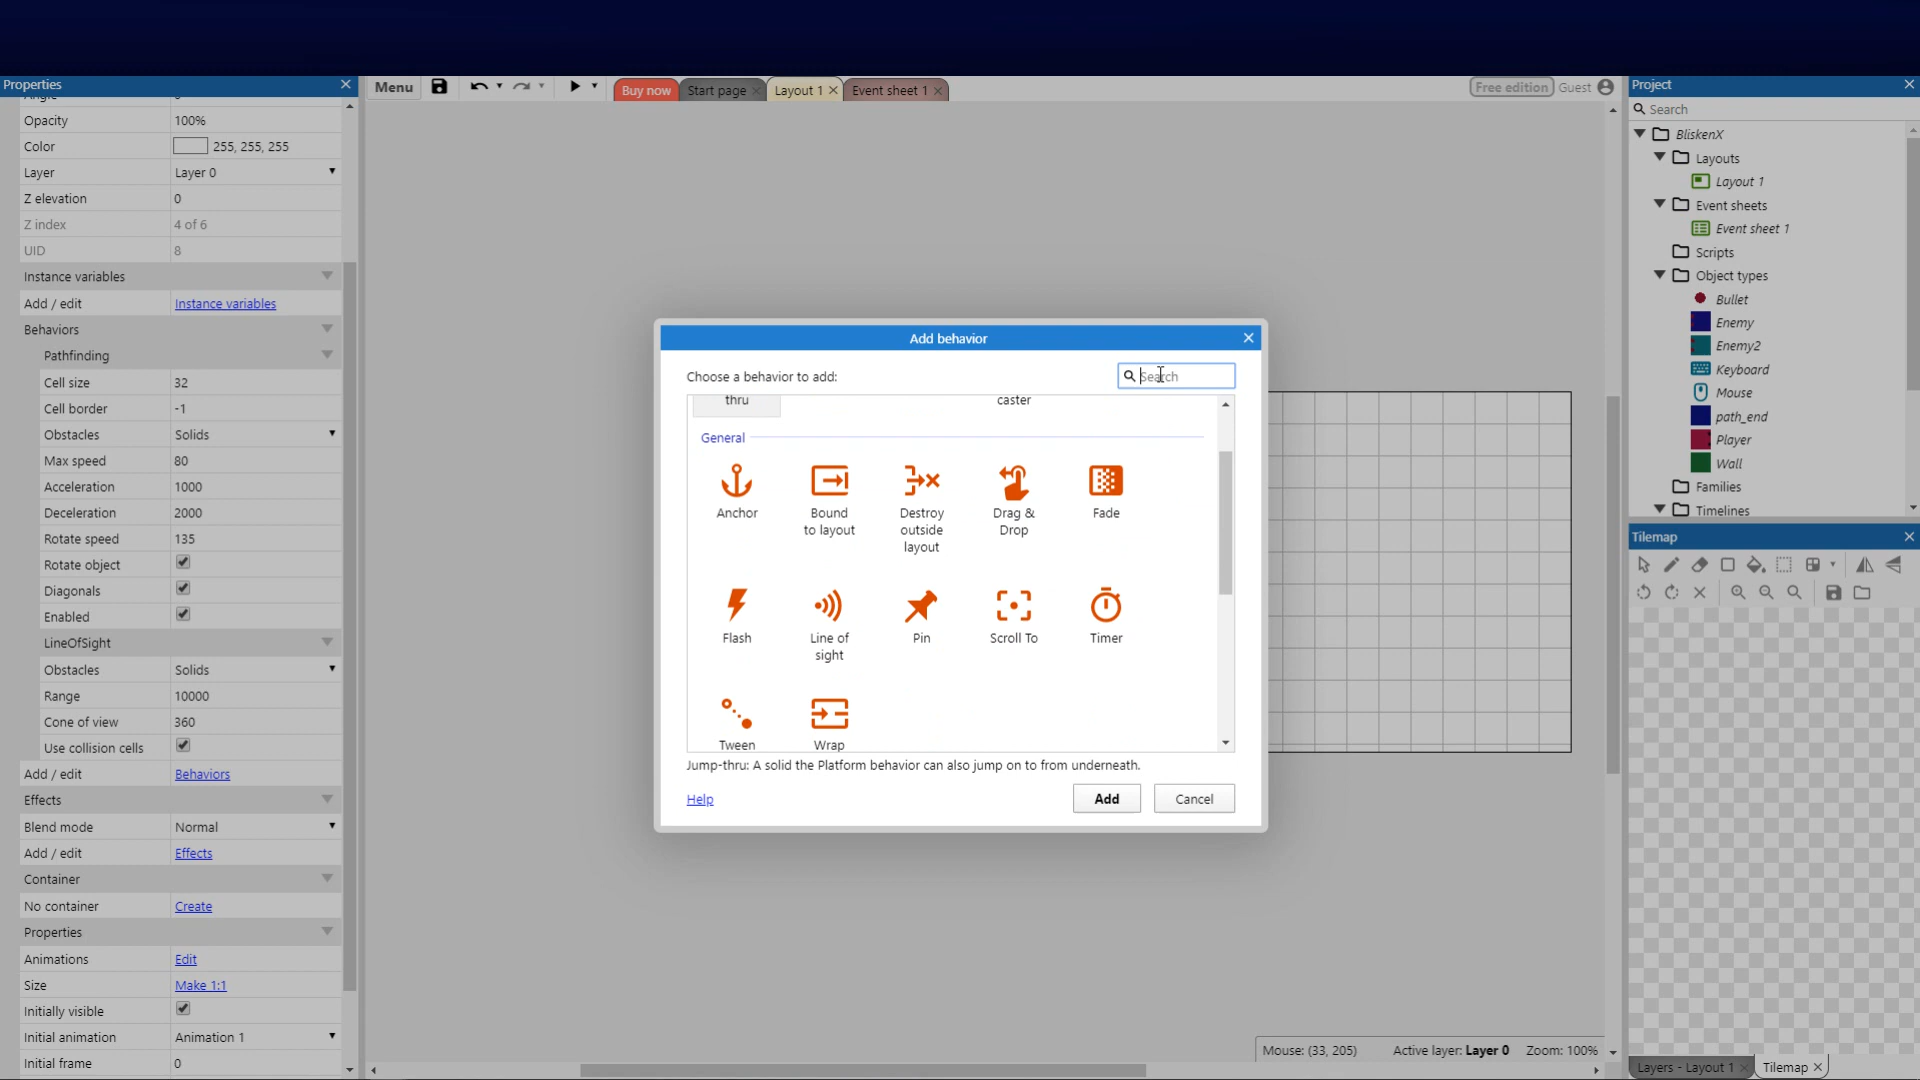 Properties
Angle
Opacity 100%
Color 255, 255, 255
Layer Layer 0
Z elevation 0
Z index 4 of 6
UID 8
Instance variables
Add / edit Instance variables
Behaviors
Pathfinding
Cell size 32
Cell border -1
Obstacles Solids
Max speed 80
Acceleration 1000
Deceleration 2000
Rotate speed 135
Rotate object
Diagonals
Enabled
LineOfSight
Obstacles Solids
Range 10000
Cone of view 360
Use collision cells
Add / edit Behaviors
Effects
Blend mode Normal
Add / edit Effects
Container
No container Create
Properties
Animations Edit
Size Make 1:1
Initially visible
Initial animation Animation 1
Initial frame 0
Menu
Buy now Start page Layout 1 Event sheet 1
Free edition Guest
Add behavior
Choose a behavior to add:
Search
thru caster
General
Anchor Bound Destroy Drag & Fade
to layout outside Drop
layout
Flash Line of Pin Scroll To Timer
sight
Tween Wrap
Jump-thru: A solid the Platform behavior can also jump on to from underneath.
Help Add Cancel
Mouse: (33, 205) Active layer: Layer 0 Zoom: 100%
Project
Search
BliskenX
Layouts
Layout 1
Event sheets
Event sheet 1
Scripts
Object types
Bullet
Enemy
Enemy2
Keyboard
Mouse
path_end
Player
Wall
Families
Timelines
Tilemap
Layers - Layout 1 Tilemap